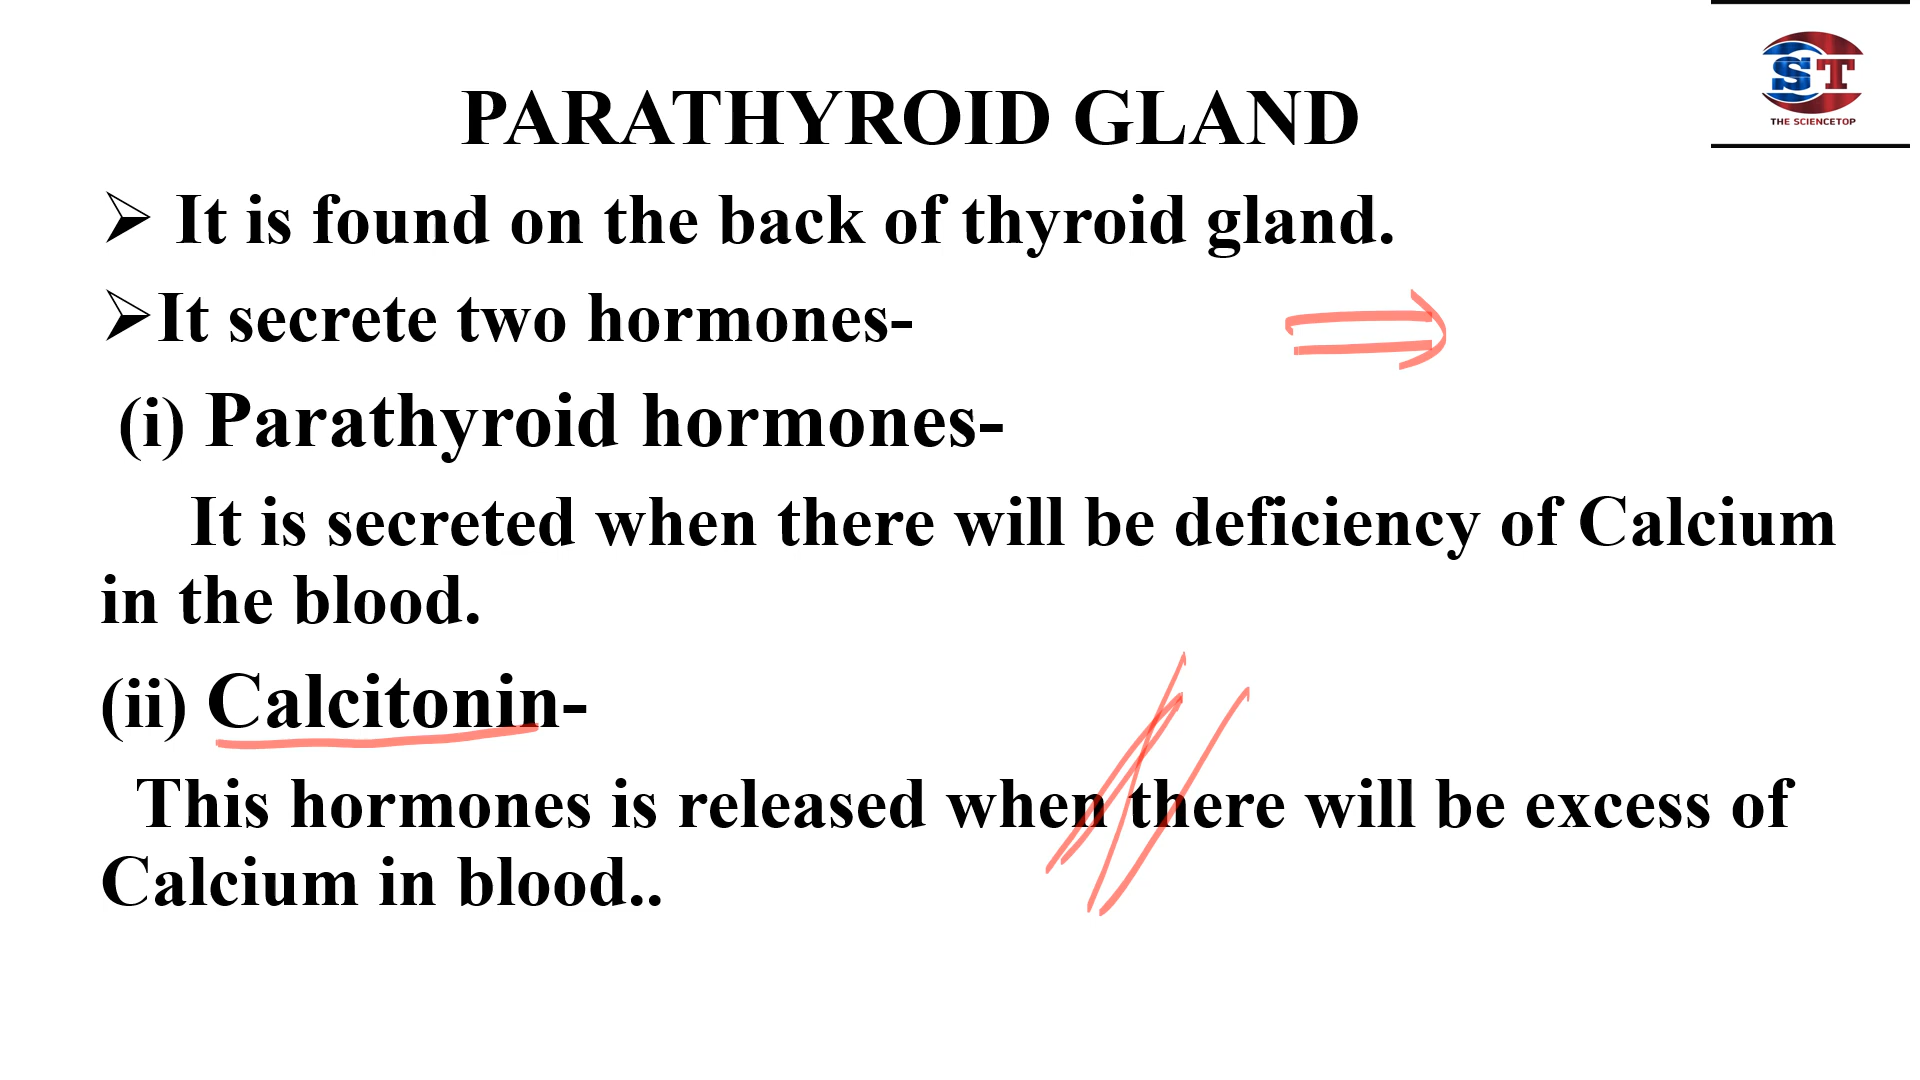 ST
THE SCIENCETOP
PARATHYROID GLAND
➢ It is found on the back of thyroid gland.
➢It secrete two hormones-
(i) Parathyroid hormones-
It is secreted when there will be deficiency of Calcium
in the blood.
(ii) Calcitonin-
This hormones is released when there will be excess of
Calcium in blood..